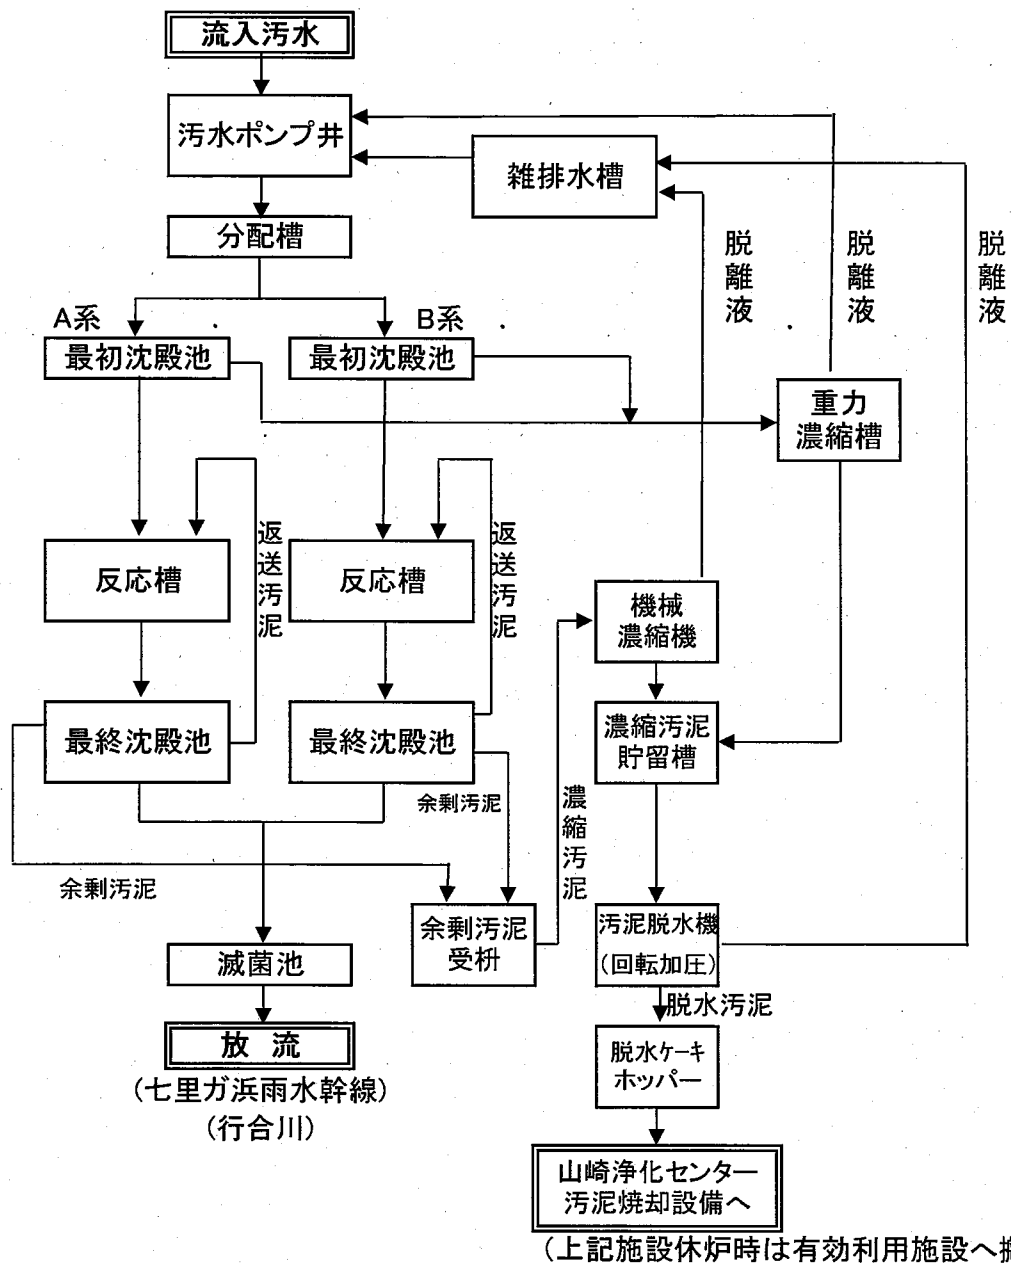 流入汚水
汚水ポンプ井
雑排水槽
分配槽
脱離液
脱離液
脱離液
A系
B系
最初沈殿池
最初沈殿池
重力
濃縮槽
返送汚泥
返送汚泥
反応槽
反応槽
機械
濃縮機
最終沈殿池
最終沈殿池
濃縮汚泥
貯留槽
余剰汚泥
濃縮汚泥
余剰汚泥
余剰汚泥
受枡
汚泥脱水機
(回転加圧)
滅菌池
脱水汚泥
放 流
(七里ガ浜雨水幹線)
(行合川)
脱水ケーキ
ホッパー
山崎浄化センター
汚泥焼却設備へ
(上記施設休炉時は有効利用施設へ